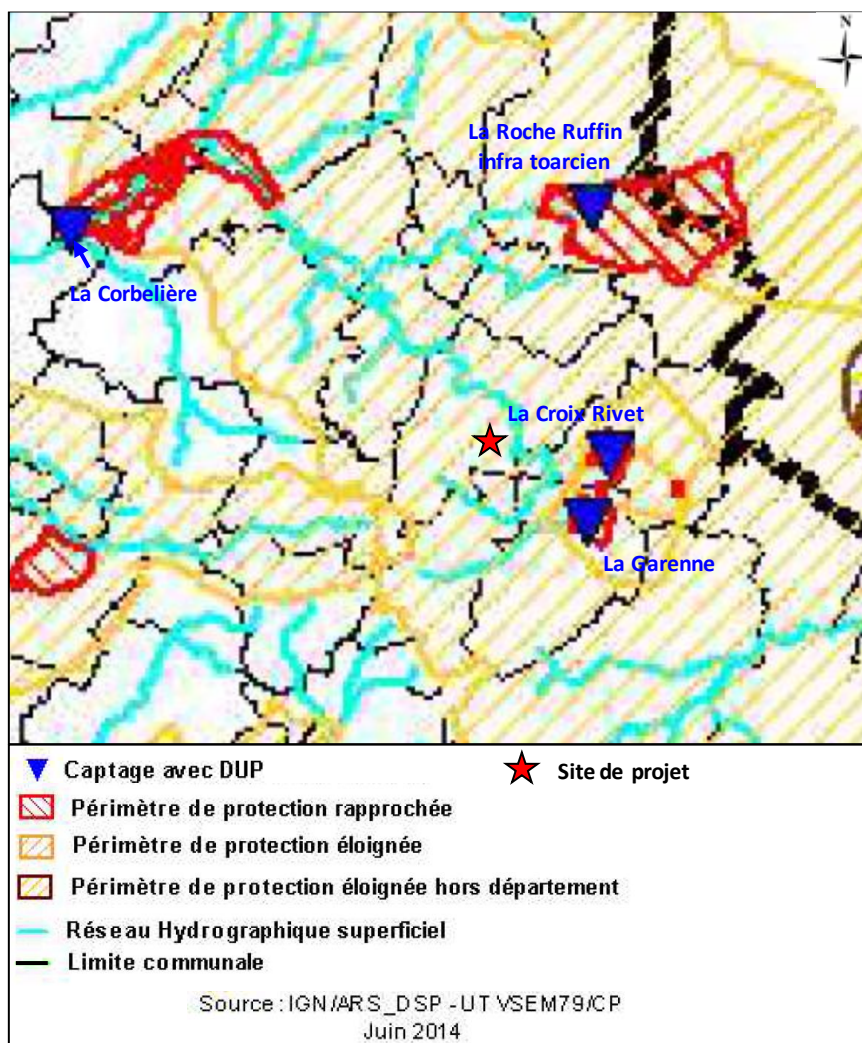 N
La Roche Ruffin
infra toarcien
La Corbelière
La Croix Rivet
La Garenne
Captage avec DUP
Site de projet
Périmètre de protection rapprochée
Périmètre de protection éloignée
Périmètre de protection éloignée hors département
Réseau Hydrographique superficiel
Limite communale
Source : IGN/ARS_DSP - UT VSEM79/CP
Juin 2014